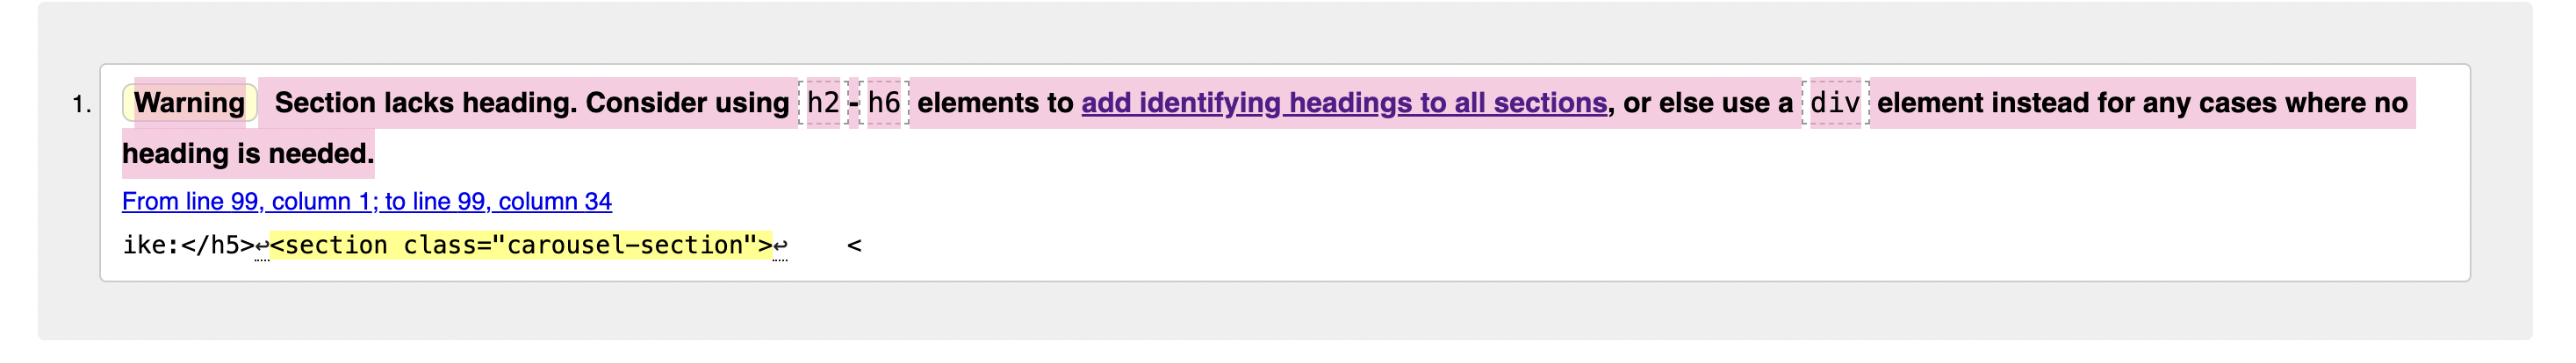 1. Warning Section lacks heading. Consider using h2-h6 elements to add identifying headings to all sections, or else use a div element instead for any cases where no
heading is needed.
From line 99, column 1; to line 99, column 34
ike:</h5>↩<section class="carousel-section">↩    <